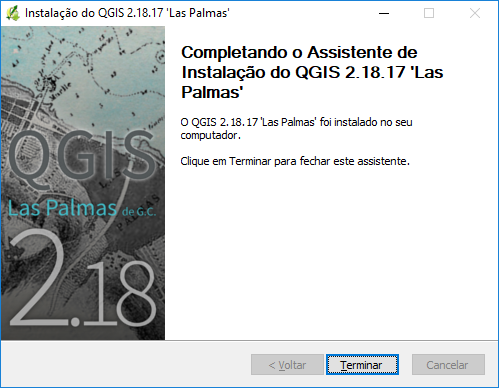 Instalação do QGIS 2.18.17 'Las Palmas'
Completando o Assistente de
Instalação do QGIS 2.18.17 'Las
Palmas'
O QGIS 2.18.17 'Las Palmas' foi instalado no seu
computador.
Clique em Terminar para fechar este assistente.
QGIS
Las Palmas de G.C.
2.18
< Voltar
Terminar
Cancelar